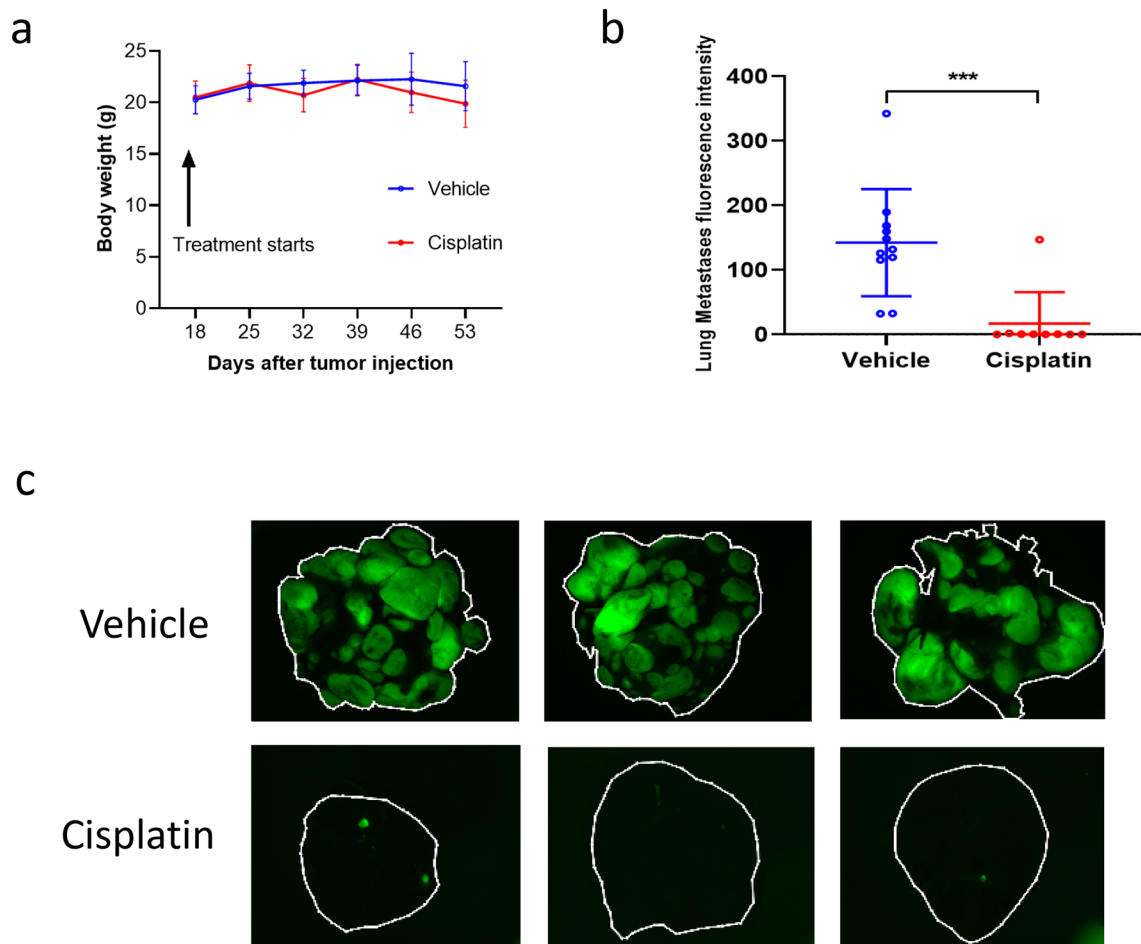 a
25
20
15
10
5
0
Body weight (g)
Treatment starts
Vehicle
Cisplatin
18 25 32 39 46 53
Days after tumor injection
b
400
300
200
100
0
Lung Metastases fluorescence intensity
***
Vehicle Cisplatin
c
Vehicle
Cisplatin